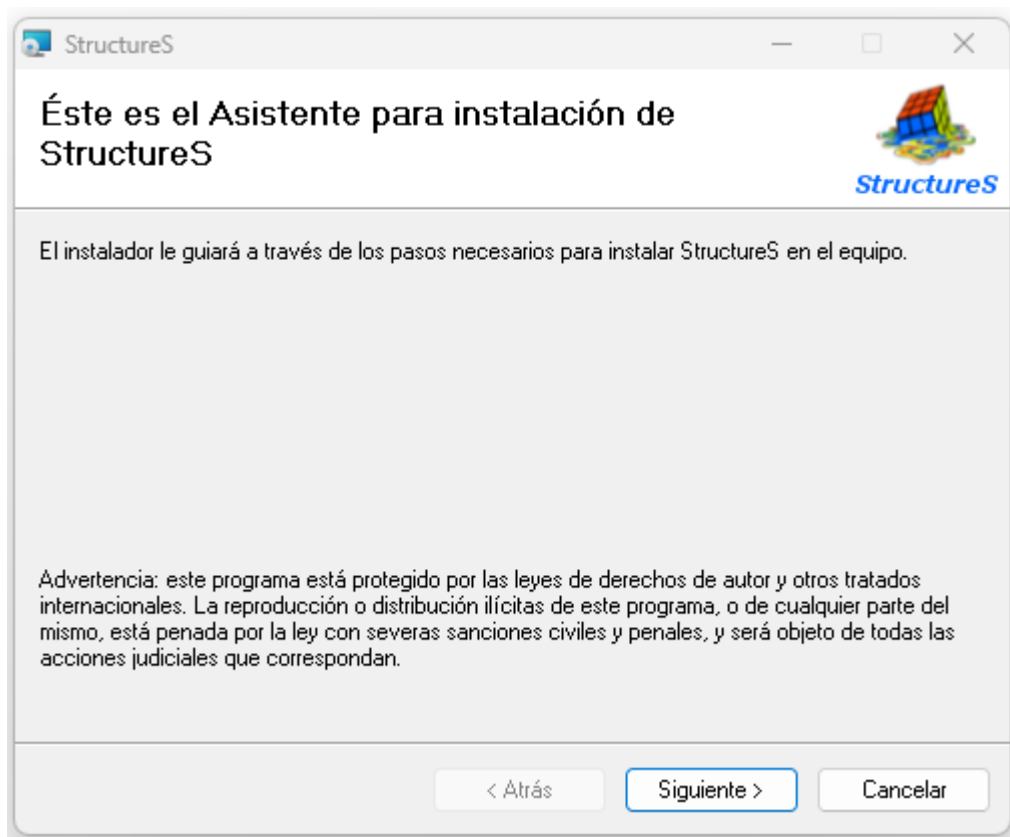 StructureS
Éste es el Asistente para instalación de
StructureS
StructureS
El instalador le guiará a través de los pasos necesarios para instalar StructureS en el equipo.
Advertencia: este programa está protegido por las leyes de derechos de autor y otros tratados
internacionales. La reproducción o distribución ilícitas de este programa, o de cualquier parte del
mismo, está penada por la ley con severas sanciones civiles y penales, y será objeto de todas las
acciones judiciales que correspondan.
< Atrás
Siguiente >
Cancelar